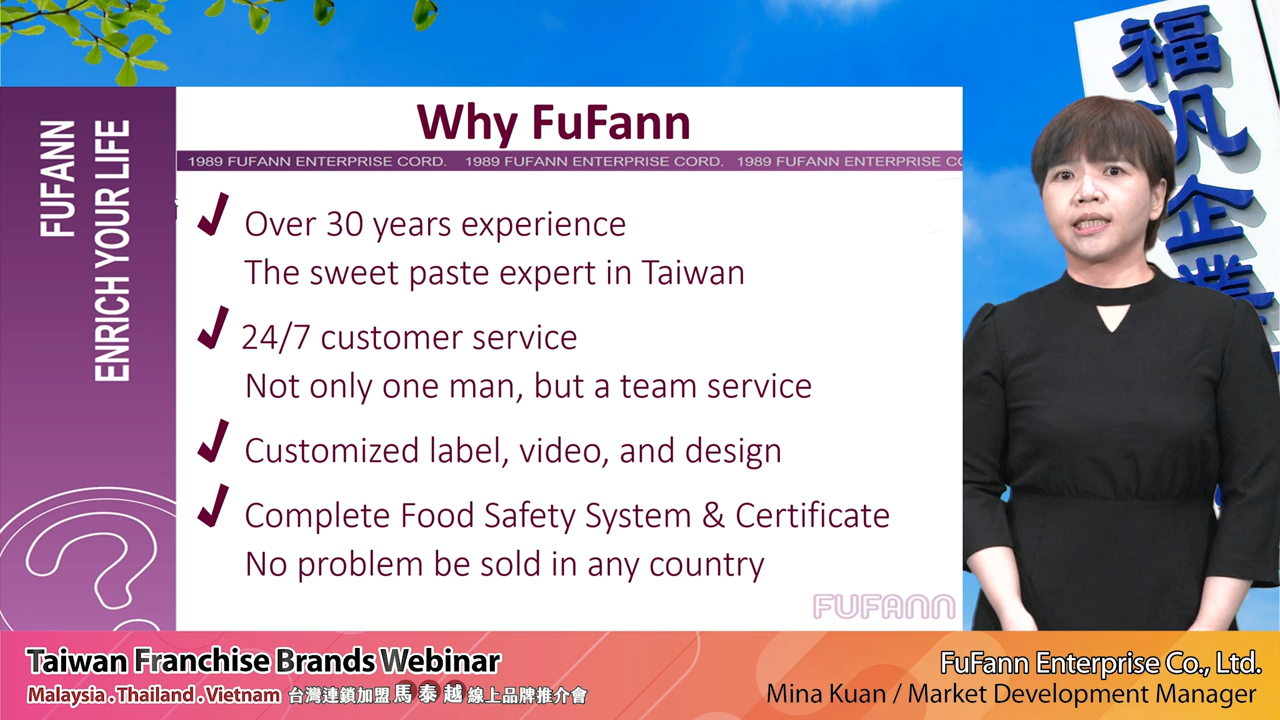 福汎企業
FUFANN
ENRICH YOUR LIFE
Why FuFann
1989 FUFANN ENTERPRISE CORD. 1989 FUFANN ENTERPRISE CORD. 1989 FUFANN ENTERPRISE CO
Over 30 years experience
The sweet paste expert in Taiwan
24/7 customer service
Not only one man, but a team service
Customized label, video, and design
Complete Food Safety System & Certificate
No problem be sold in any country
FUFANN
Taiwan Franchise Brands Webinar
Malaysia . Thailand . Vietnam 台灣連鎖加盟 馬 泰 越 線上品牌推介會
FuFann Enterprise Co., Ltd.
Mina Kuan / Market Development Manager